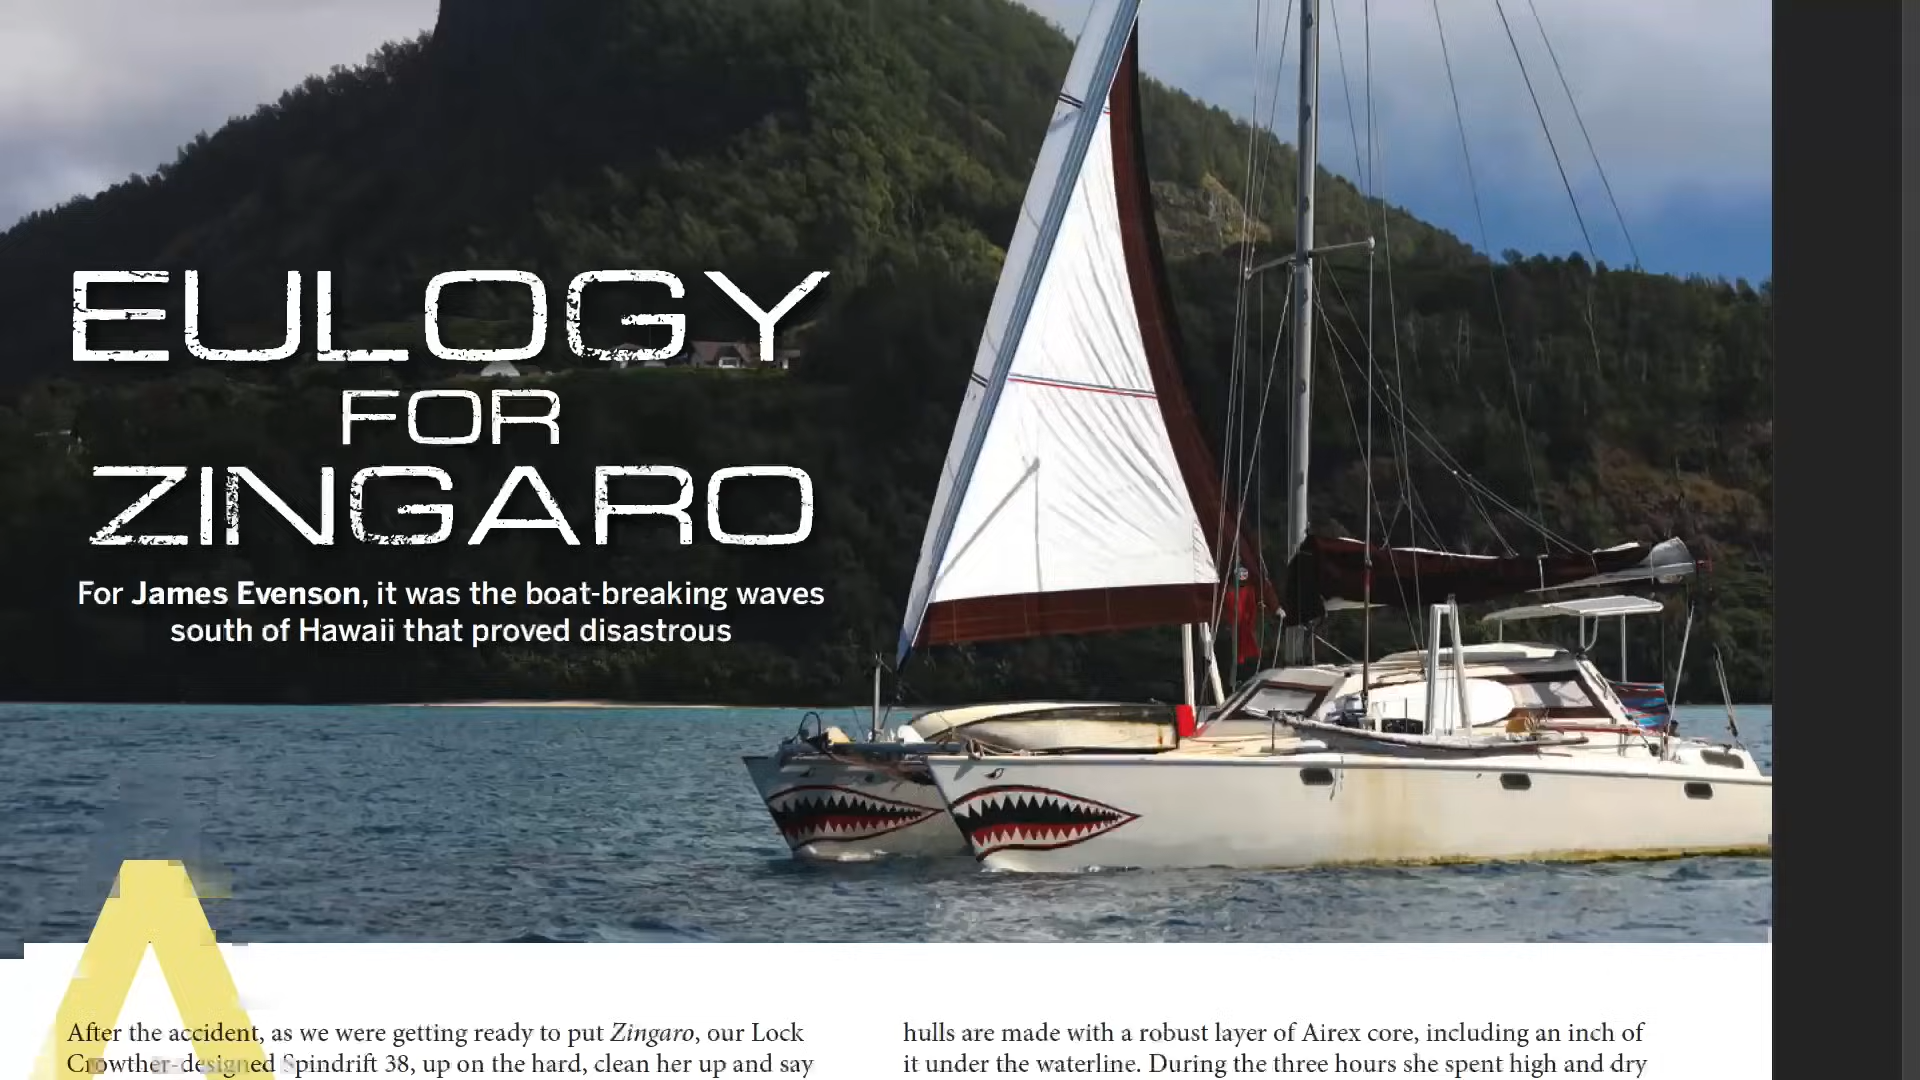 EULOGY
FOR
ZINGARO
For James Evenson, it was the boat-breaking waves
south of Hawaii that proved disastrous
A
After the accident, as we were getting ready to put Zingaro, our Lock
Crowther-designed Spindrift 38, up on the hard, clean her up and say
hulls are made with a robust layer of Airex core, including an inch of
it under the waterline. During the three hours she spent high and dry